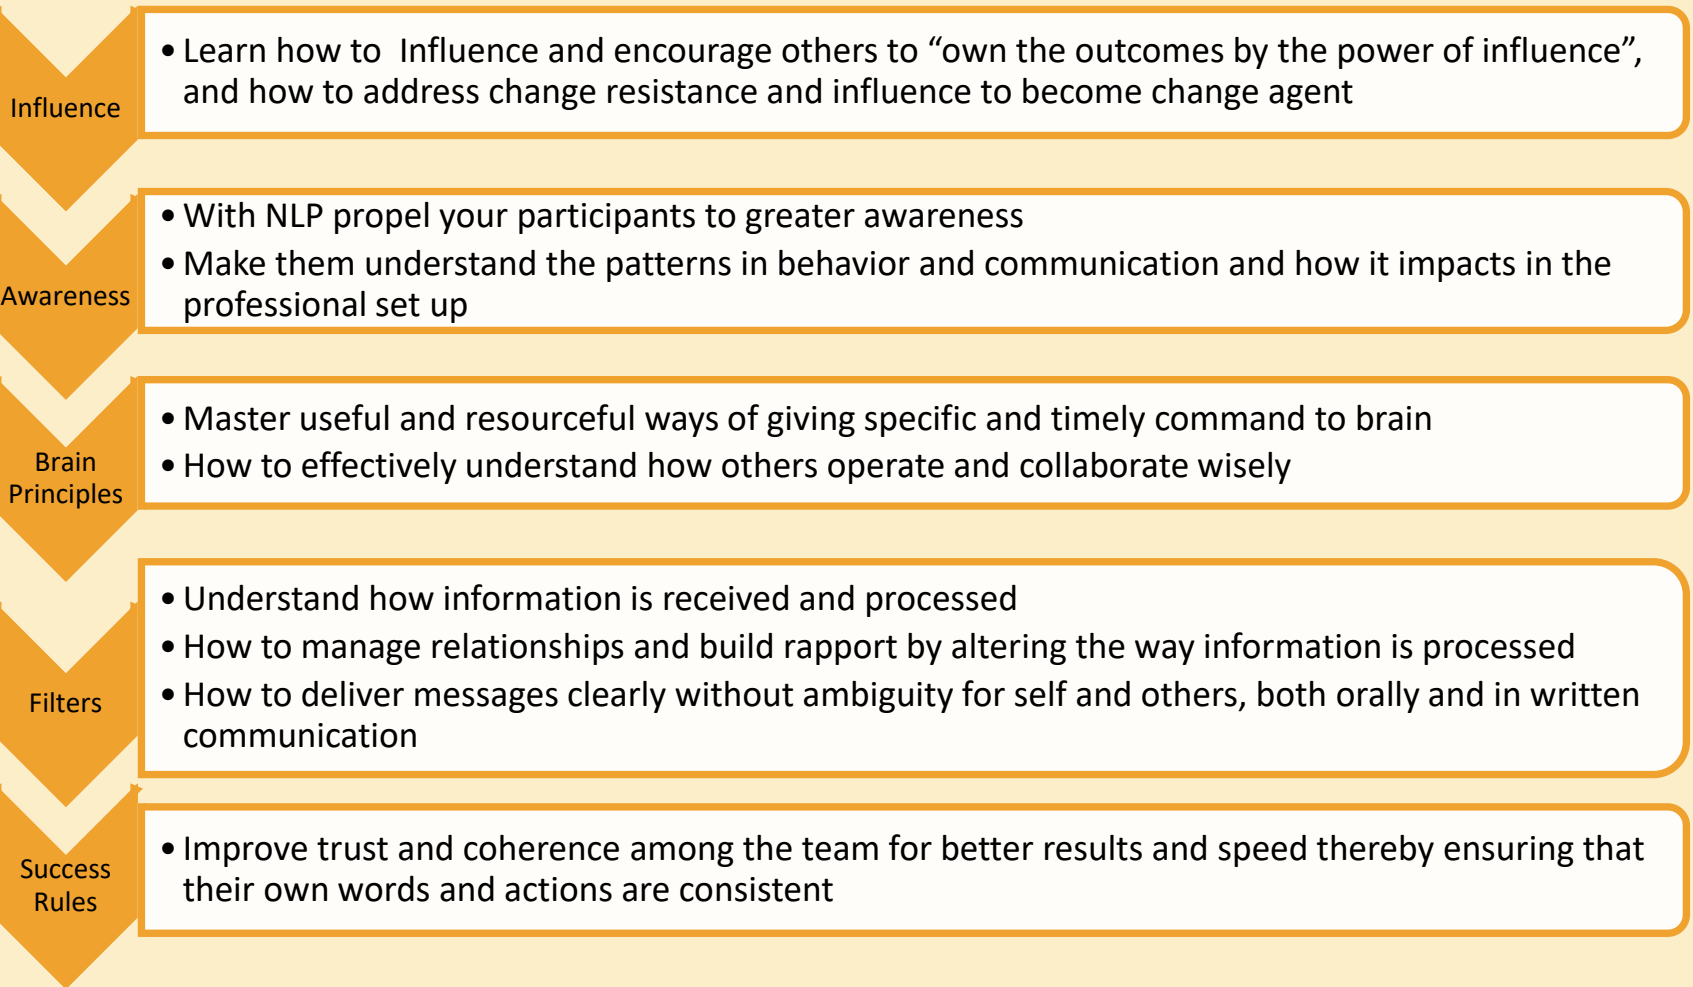 Influence
• Learn how to  Influence and encourage others to “own the outcomes by the power of influence”,
and how to address change resistance and influence to become change agent
Awareness
• With NLP propel your participants to greater awareness
• Make them understand the patterns in behavior and communication and how it impacts in the
professional set up
Brain
Principles
• Master useful and resourceful ways of giving specific and timely command to brain
• How to effectively understand how others operate and collaborate wisely
Filters
• Understand how information is received and processed
• How to manage relationships and build rapport by altering the way information is processed
• How to deliver messages clearly without ambiguity for self and others, both orally and in written
communication
Success
Rules
• Improve trust and coherence among the team for better results and speed thereby ensuring that
their own words and actions are consistent